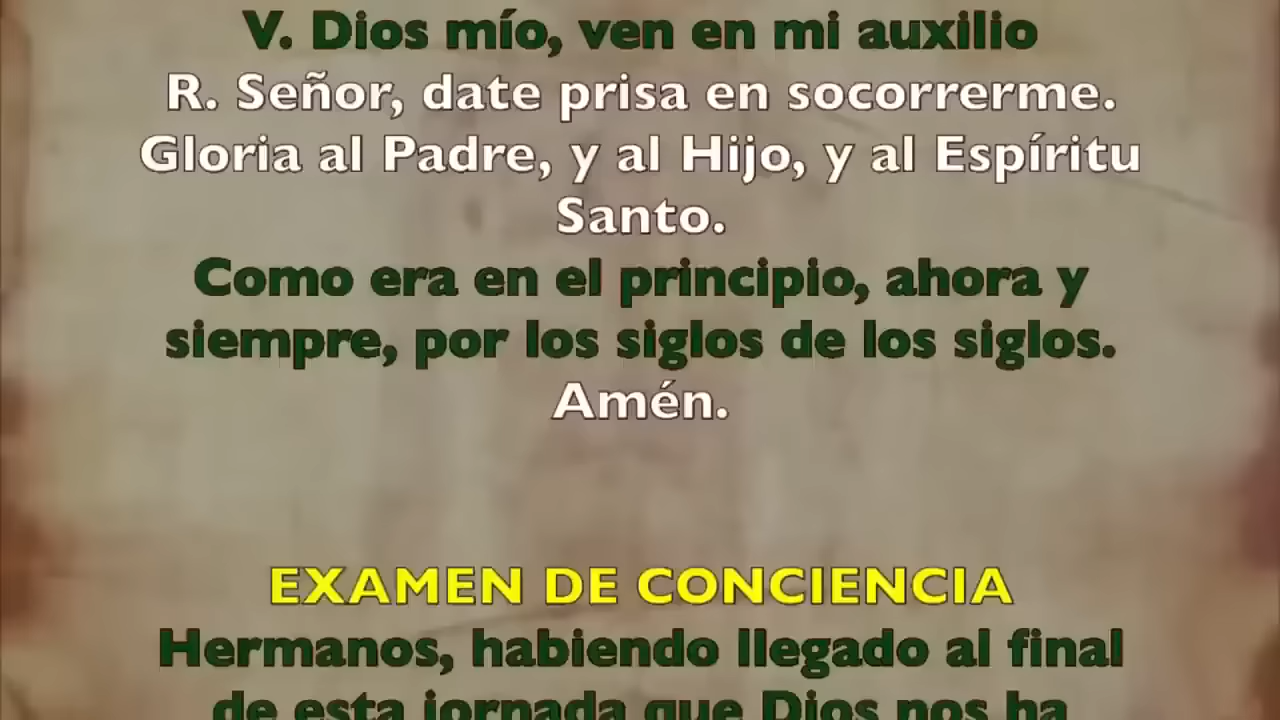 V. Dios mío, ven en mi auxilio
R. Señor, date prisa en socorrerme.
Gloria al Padre, y al Hijo, y al Espíritu
Santo.
Como era en el principio, ahora y
siempre, por los siglos de los siglos.
Amén.
EXAMEN DE CONCIENCIA
Hermanos, habiendo llegado al final
de esta jornada que Dios nos ha